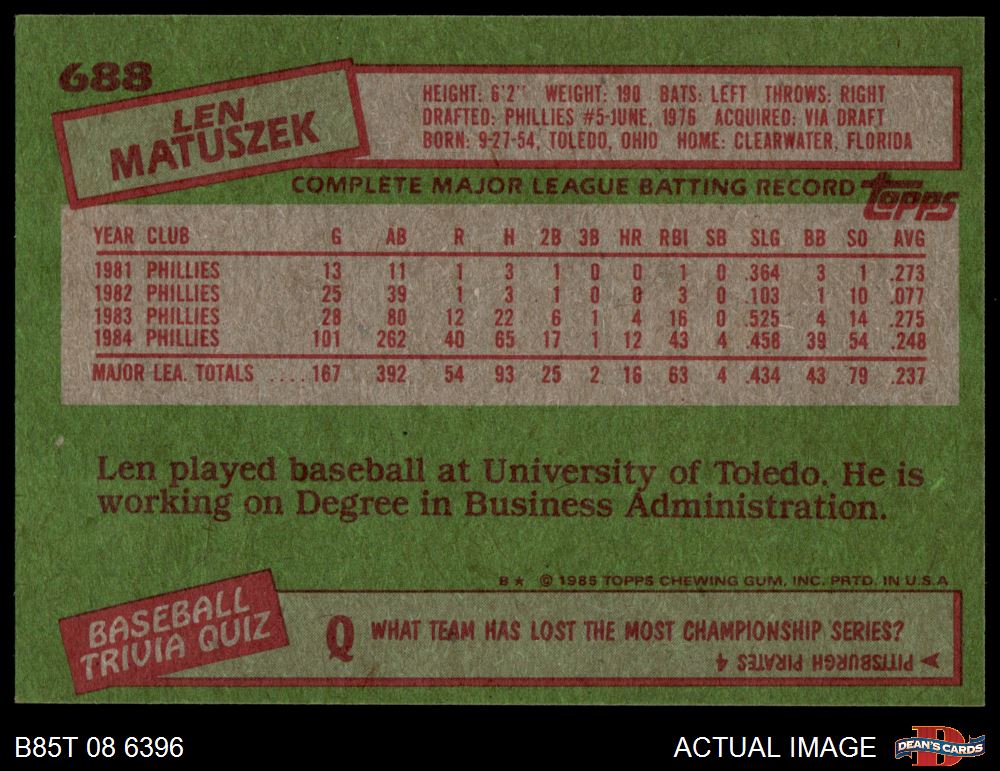 688
LEN
MATUSZEK
HEIGHT: 6'2" WEIGHT: 190 BATS: LEFT THROWS: RIGHT
DRAFTED: PHILLIES #5-JUNE, 1976 ACQUIRED: VIA DRAFT
BORN: 9-27-54, TOLEDO, OHIO HOME: CLEARWATER, FLORIDA
COMPLETE MAJOR LEAGUE BATTING RECORD
Topps
YEAR CLUB G AB R H 2B 3B HR RBI SB SLG BB SO AVG
1981 PHILLIES 13 11 1 3 1 0 0 1 0 .364 3 1 .273
1982 PHILLIES 25 39 1 3 1 0 0 3 0 .103 1 10 .077
1983 PHILLIES 28 80 12 22 6 1 4 16 0 .525 4 14 .275
1984 PHILLIES 101 262 40 65 17 1 12 43 4 .458 39 54 .248
MAJOR LEA. TOTALS ....167 392 54 93 25 2 16 63 4 .434 43 79 .237
Len played baseball at University of Toledo. He is
working on Degree in Business Administration.
B★ © 1985 TOPPS CHEWING GUM, INC. PRTD. IN U.S.A.
BASEBALL
TRIVIA QUIZ
Q WHAT TEAM HAS LOST THE MOST CHAMPIONSHIP SERIES?
PITTSBURGH PIRATES 4
B85T 08 6396
ACTUAL IMAGE
DEAN'S CARDS